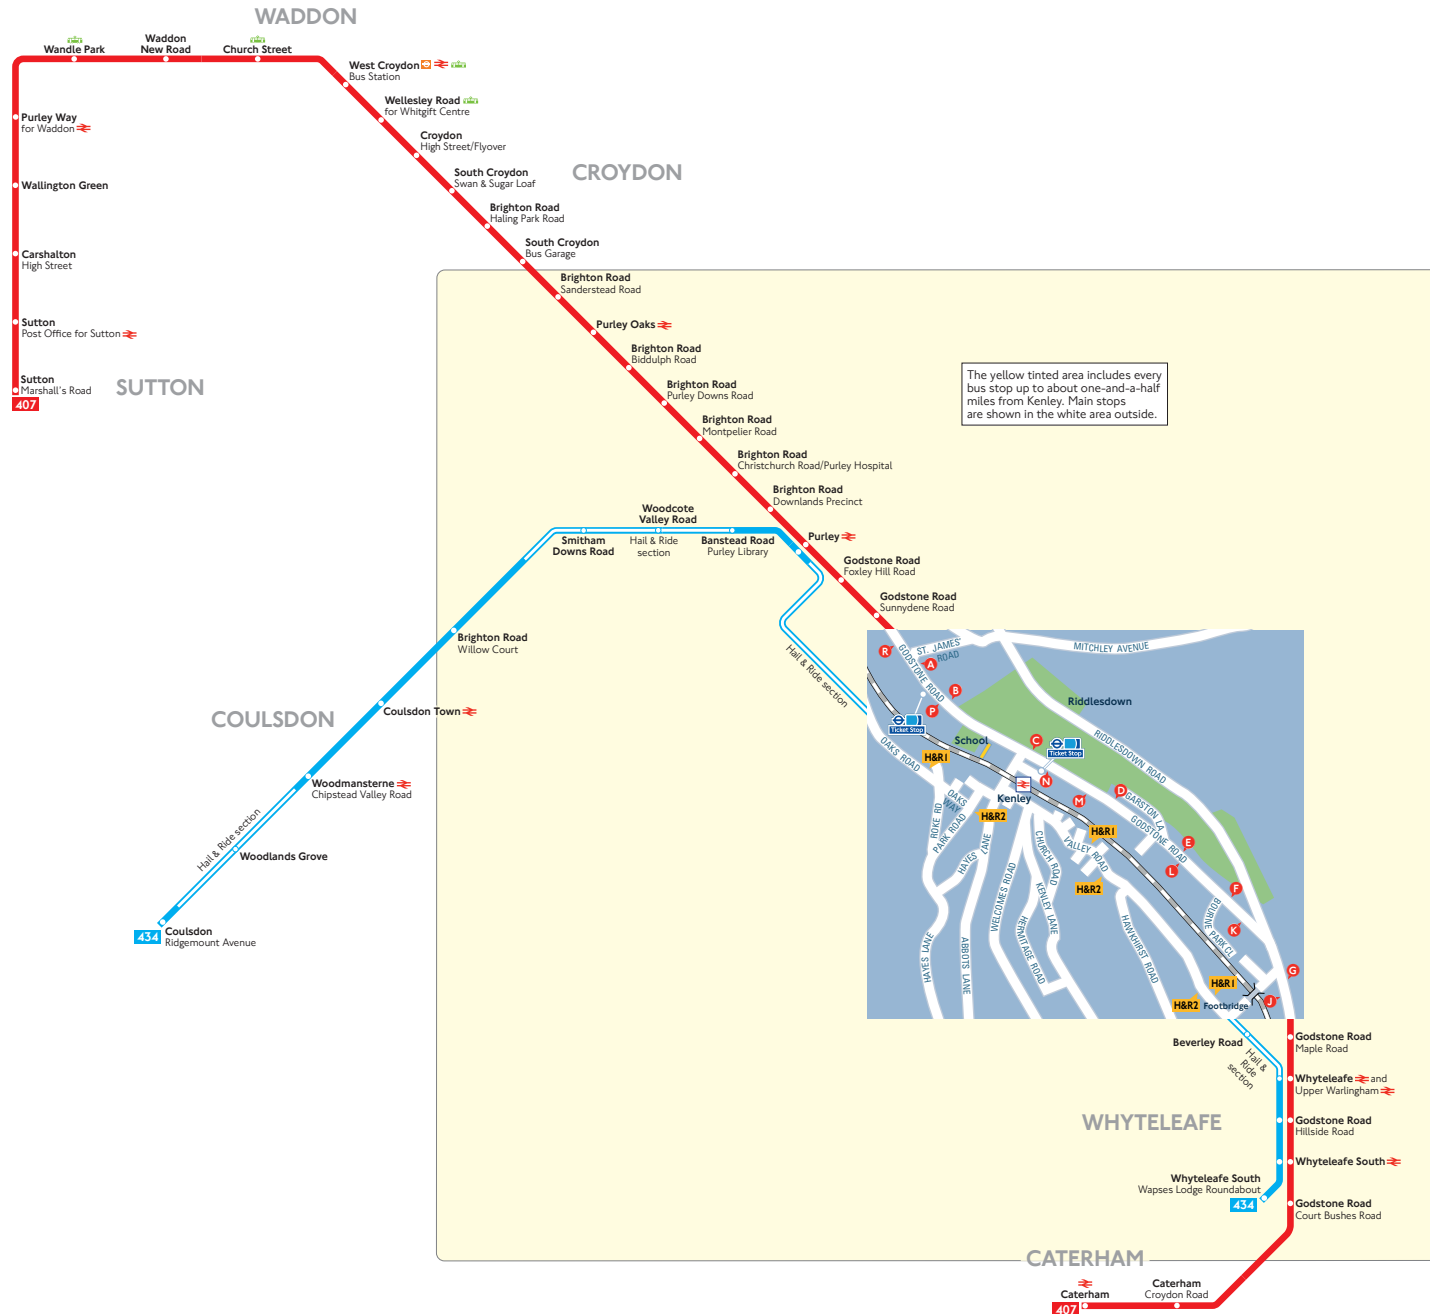 WADDON
Wandle Park
Waddon
New Road
Church Street
West Croydon
Bus Station
Wellesley Road
for Whitgift Centre
Croydon
High Street/Flyover
South Croydon
Swan & Sugar Loaf
Brighton Road
Haling Park Road
South Croydon
Bus Garage
CROYDON
Purley Way
for Waddon
Wallington Green
Carshalton
High Street
Sutton
Post Office for Sutton
Sutton
Marshall's Road
407
SUTTON
Brighton Road
Sanderstead Road
Purley Oaks
Brighton Road
Biddulph Road
Brighton Road
Purley Downs Road
Brighton Road
Montpelier Road
Brighton Road
Christchurch Road/Purley Hospital
Brighton Road
Downlands Precinct
Purley
Godstone Road
Foxley Hill Road
Godstone Road
Sunnydene Road
The yellow tinted area includes every
bus stop up to about one-and-a-half
miles from Kenley. Main stops
are shown in the white area outside.
Woodcote
Valley Road
Hail & Ride
section
Smitham
Downs Road
Banstead Road
Purley Library
Hail & Ride section
Brighton Road
Willow Court
Coulsdon Town
COULSDON
Woodmansterne
Chipstead Valley Road
Hail & Ride section
Woodlands Grove
434
Coulsdon
Ridgemount Avenue
R
ST. JAMES'
ROAD
A
MITCHLEY AVENUE
GODSTONE ROAD
B
P
Riddlesdown
Ticket Stop
School
C
Ticket Stop
RIDDLESDOWN ROAD
OAKS ROAD
H&R1
N
Kenley
M
D
GARSTON LA
GODSTONE ROAD
OAKS
WAY
ROKE RD
PARK ROAD
H&R2
H&R1
VALLEY ROAD
E
L
HAYES
LANE
CHURCH ROAD
WELCOMES ROAD
KENLEY LANE
H&R2
F
BOURNE PARK CL
K
HERMITAGE ROAD
HAWKHIRST ROAD
HAYES LANE
ABBOTS LANE
G
H&R1
H&R2
Footbridge
J
Beverley Road
Hail &
Ride
section
Godstone Road
Maple Road
Whyteleafe and
Upper Warlingham
WHYTELEAFE
Godstone Road
Hillside Road
Whyteleafe South
Whyteleafe South
Wapses Lodge Roundabout
434
Godstone Road
Court Bushes Road
CATERHAM
Caterham
407
Caterham
Croydon Road